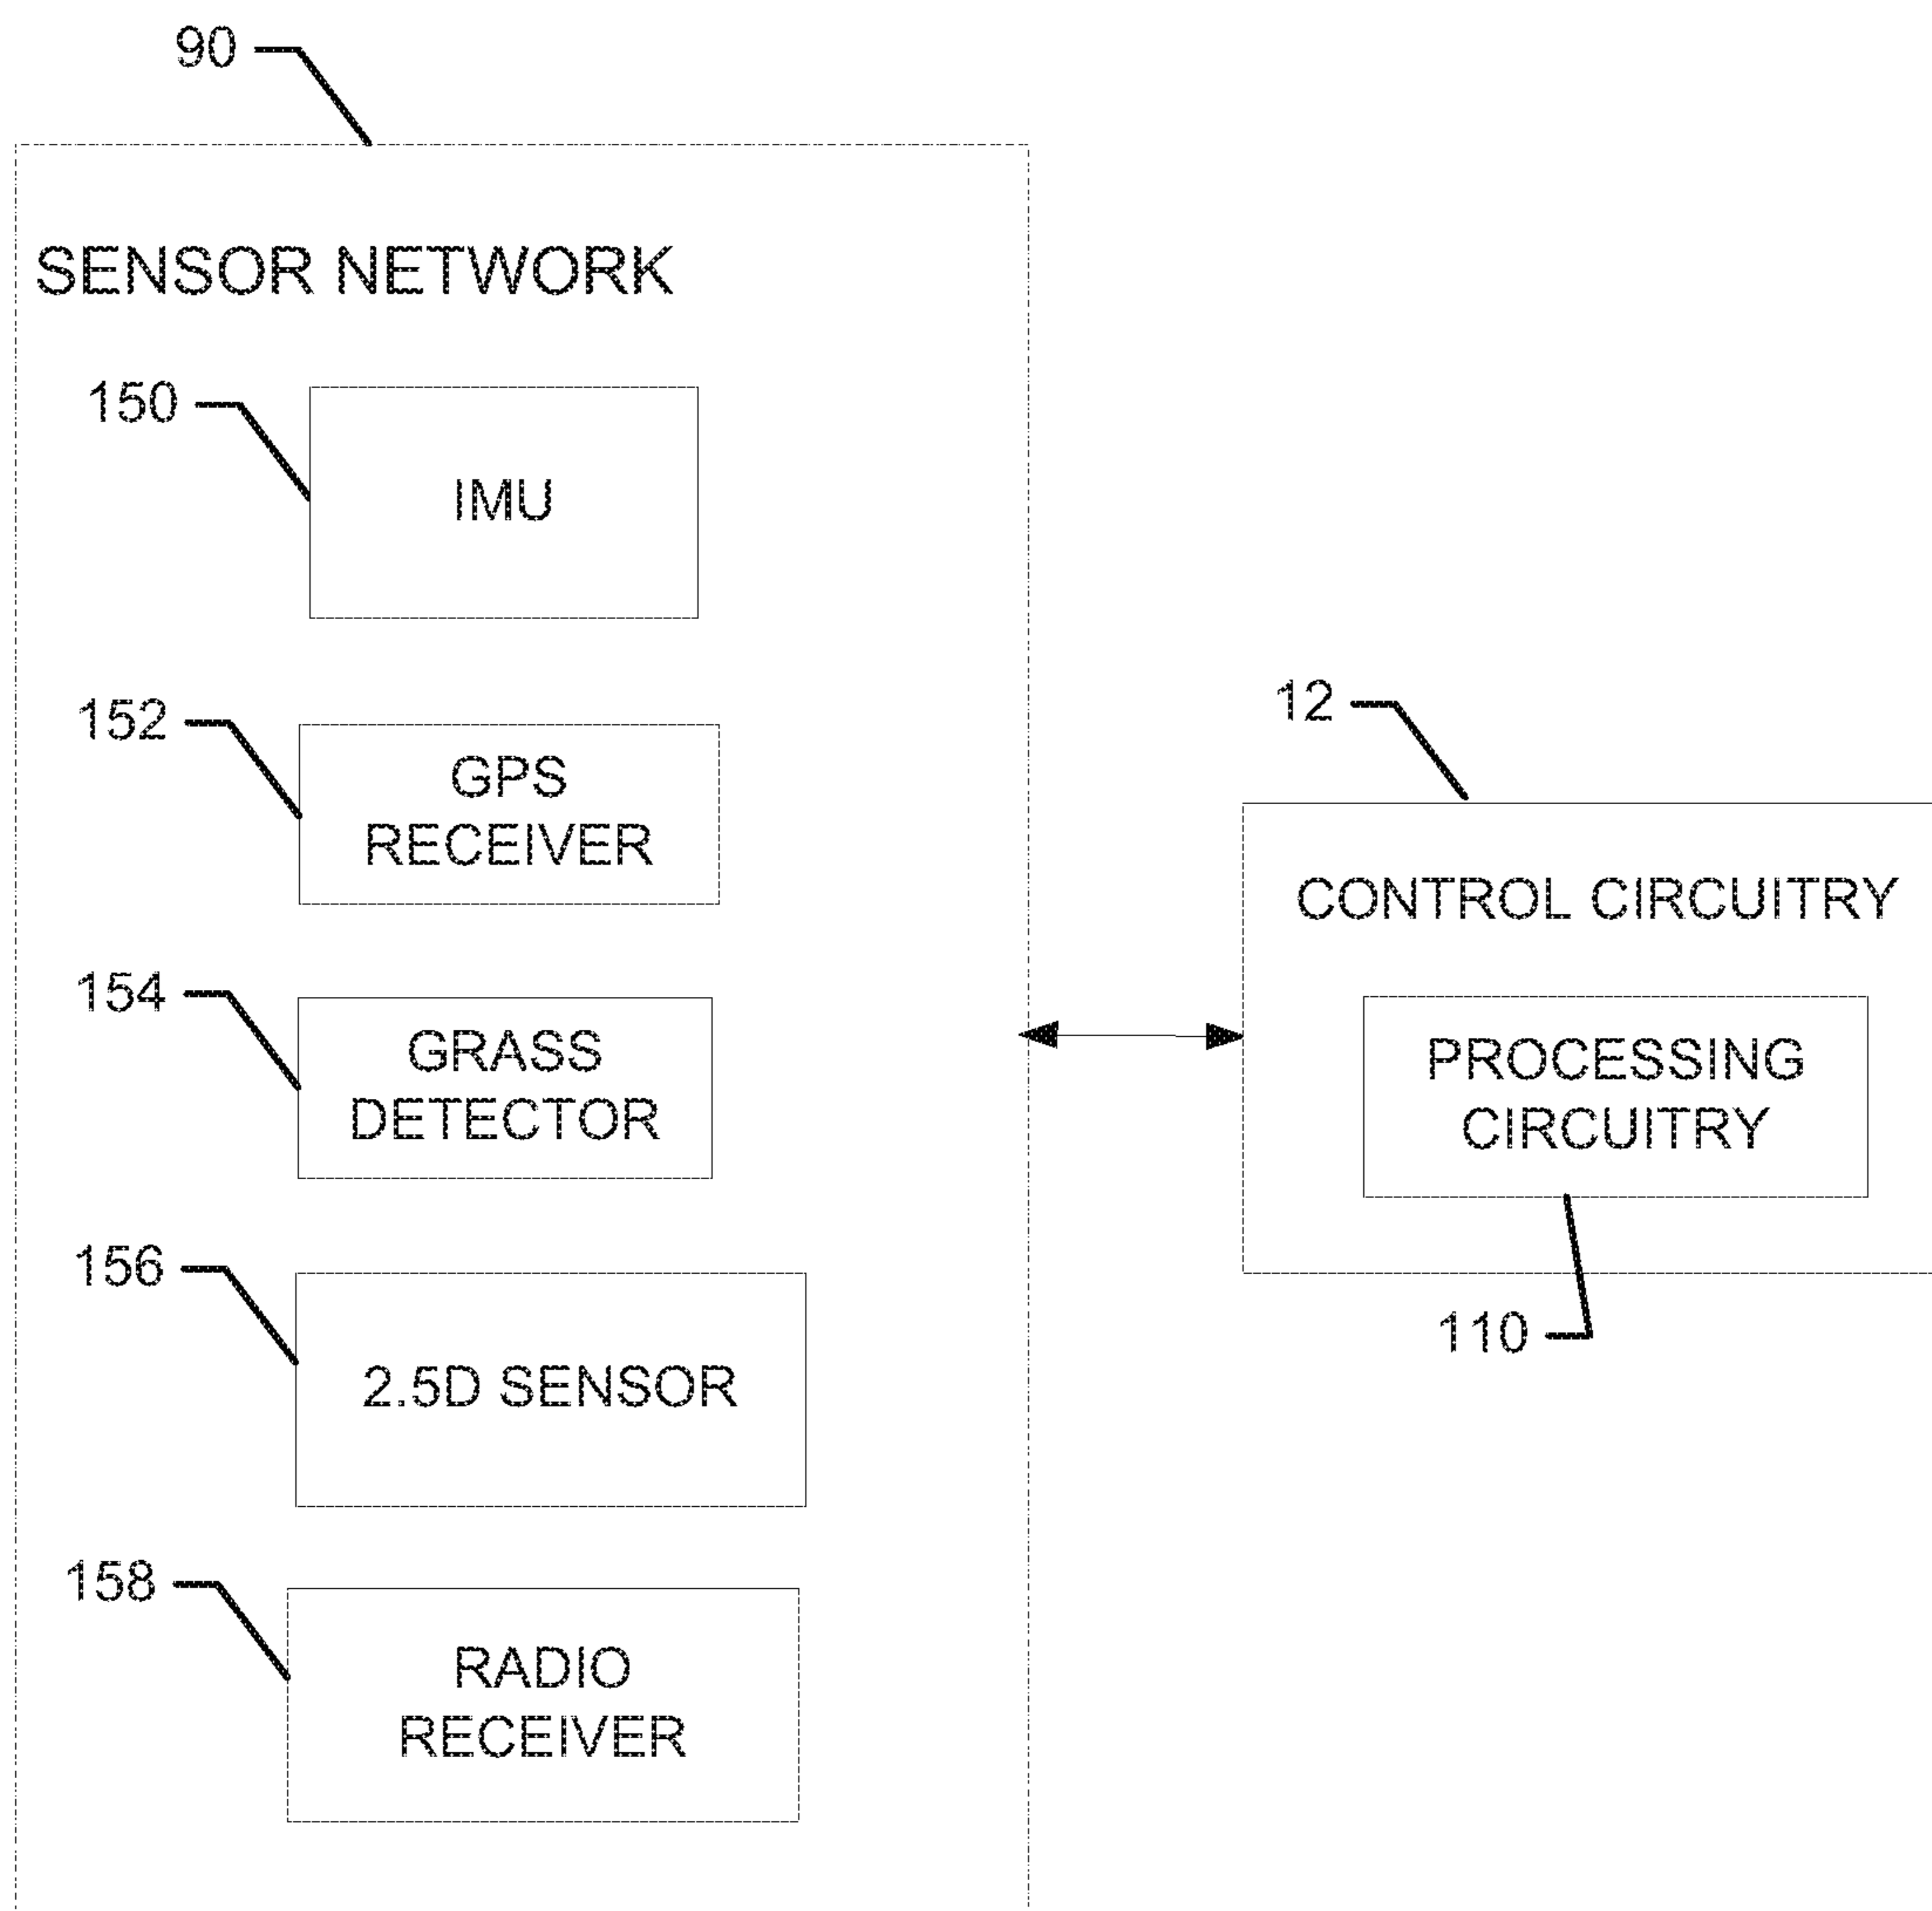 90
SENSOR NETWORK
150
IMU
152
GPS
RECEIVER
154
GRASS
DETECTOR
156
2.5D SENSOR
158
RADIO
RECEIVER
12
CONTROL CIRCUITRY
PROCESSING
CIRCUITRY
110